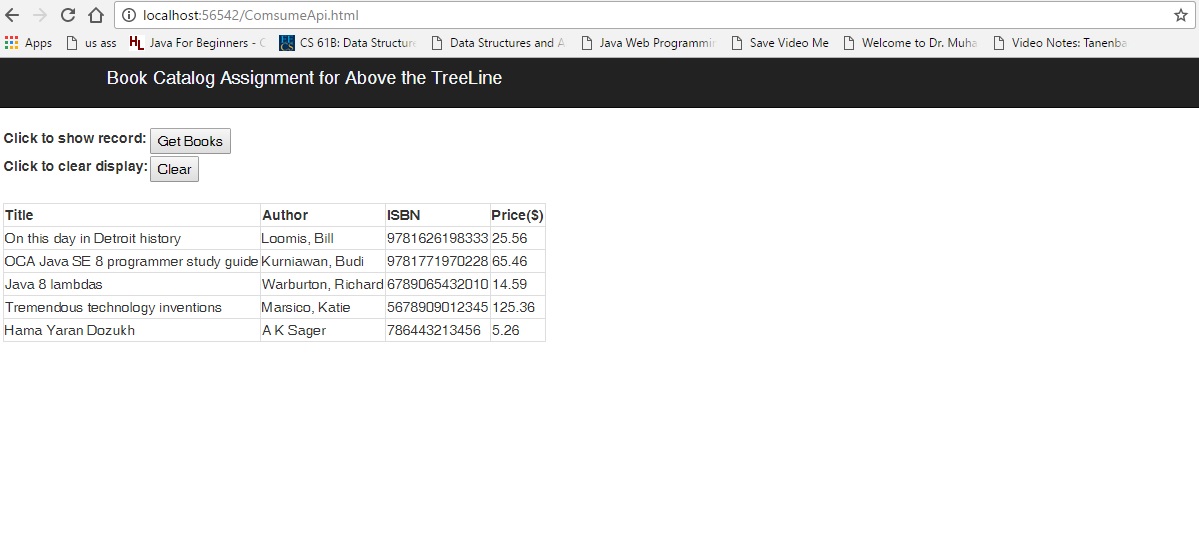 localhost:56542/ComsumeApi.html
Apps us ass Java For Beginners - C CS 61B: Data Structure Data Structures and A Java Web Programmin Save Video Me Welcome to Dr. Muha Video Notes: Tanenba
Book Catalog Assignment for Above the TreeLine
Click to show record: Get Books
Click to clear display: Clear
Title Author ISBN Price($)
On this day in Detroit history Loomis, Bill 9781626198333 25.56
OCA Java SE 8 programmer study guide Kurniawan, Budi 9781771970228 65.46
Java 8 lambdas Warburton, Richard 6789065432010 14.59
Tremendous technology inventions Marsico, Katie 5678909012345 125.36
Hama Yaran Dozukh A K Sager 786443213456 5.26